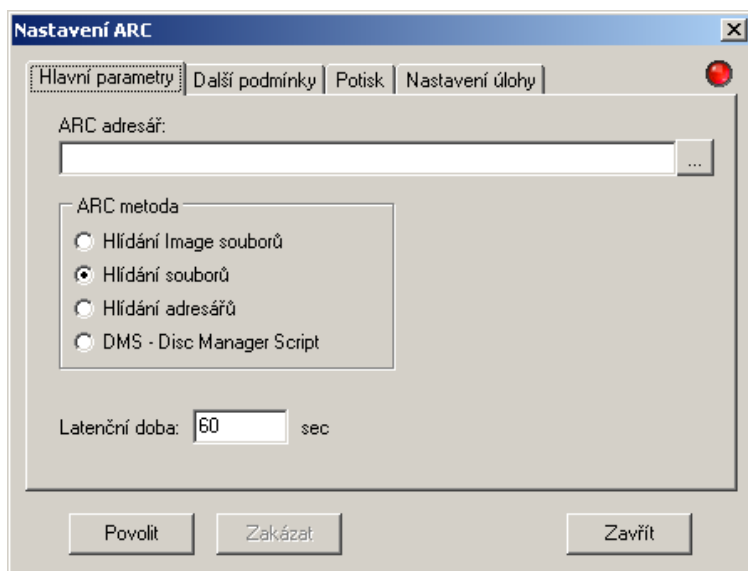 Nastavení ARC
Hlavní parametry Další podmínky Potisk Nastavení úlohy
ARC adresář:
...
ARC metoda
Hlídání Image souborů
Hlídání souborů
Hlídání adresářů
DMS - Disc Manager Script
Latenční doba: 60 sec
Povolit Zakázat Zavřít